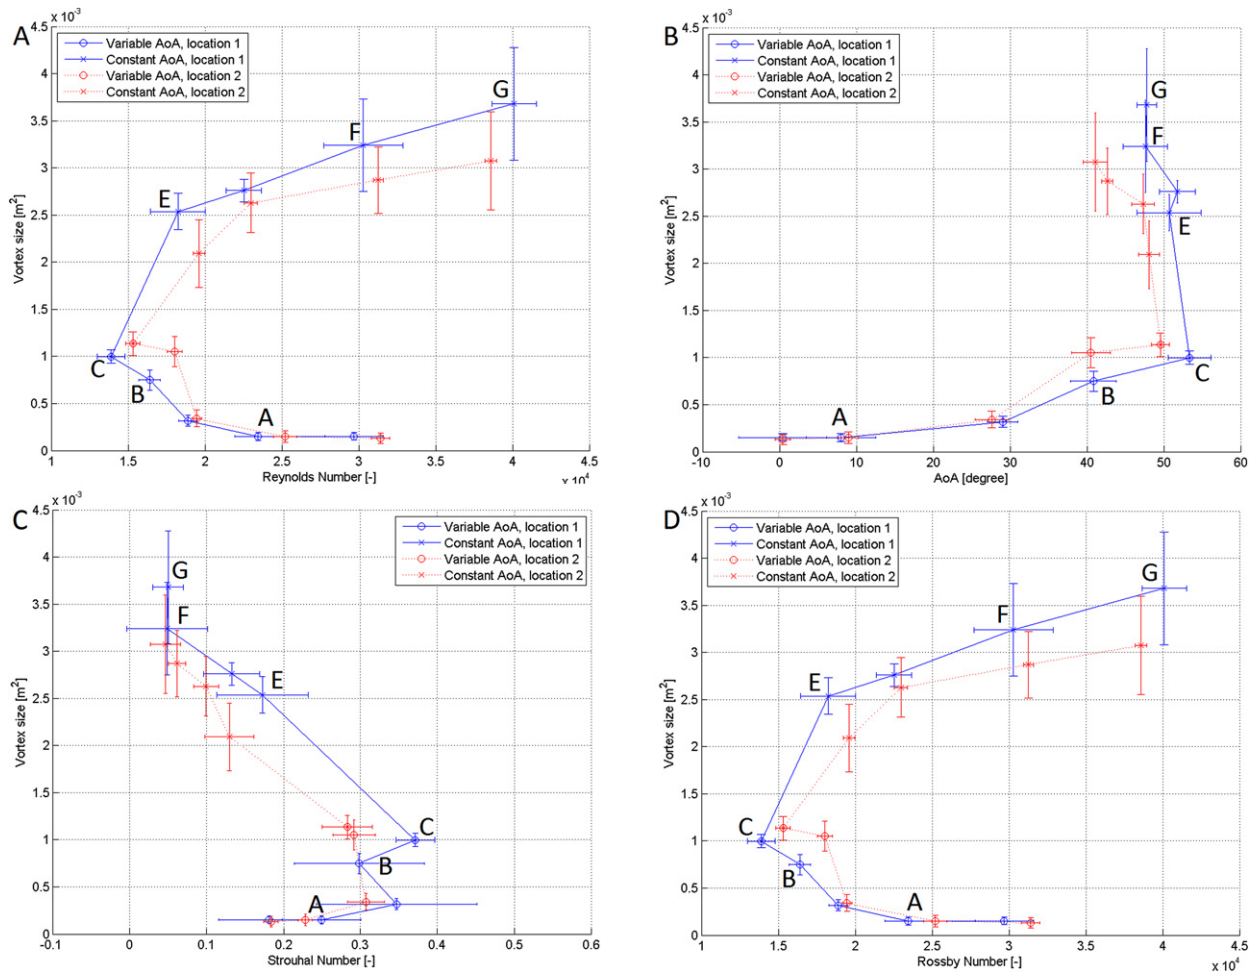 A
x 10⁻³
4.5
4
3.5
3
2.5
2
1.5
1
0.5
0
Vortex size [m²]
Variable AoA, location 1
Constant AoA, location 1
Variable AoA, location 2
Constant AoA, location 2
G
F
E
C
B
A
1 1.5 2 2.5 3 3.5 4 4.5
Reynolds Number [-]
x 10⁴
B
x 10⁻³
4.5
4
3.5
3
2.5
2
1.5
1
0.5
0
Vortex size [m²]
Variable AoA, location 1
Constant AoA, location 1
Variable AoA, location 2
Constant AoA, location 2
G
F
E
C
B
A
-10 0 10 20 30 40 50 60
AoA [degree]
C
x 10⁻³
4.5
4
3.5
3
2.5
2
1.5
1
0.5
0
Vortex size [m²]
Variable AoA, location 1
Constant AoA, location 1
Variable AoA, location 2
Constant AoA, location 2
G
F
E
C
B
A
-0.1 0 0.1 0.2 0.3 0.4 0.5 0.6
Strouhal Number [-]
D
x 10⁻³
4.5
4
3.5
3
2.5
2
1.5
1
0.5
0
Vortex size [m²]
Variable AoA, location 1
Constant AoA, location 1
Variable AoA, location 2
Constant AoA, location 2
G
F
E
C
B
A
1 1.5 2 2.5 3 3.5 4 4.5
Rossby Number [-]
x 10⁴